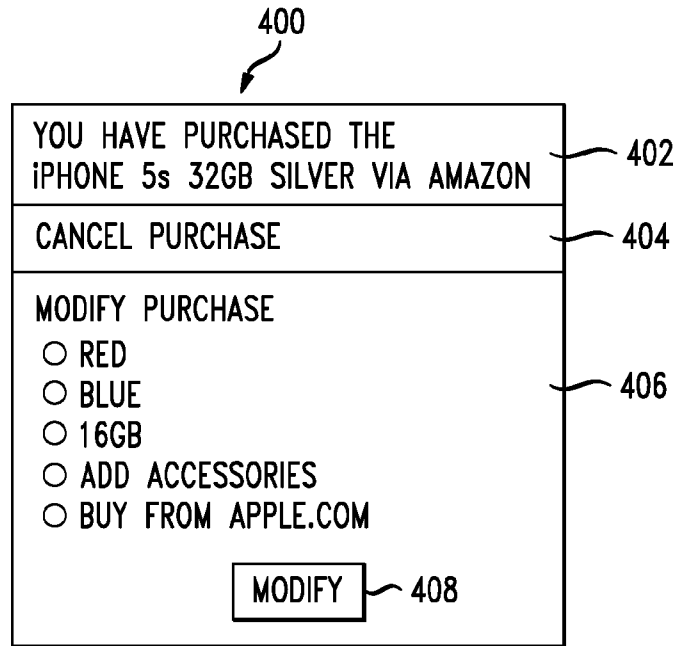 400
YOU HAVE PURCHASED THE
iPHONE 5s 32GB SILVER VIA AMAZON
402
CANCEL PURCHASE
404
MODIFY PURCHASE
RED
BLUE
406
16GB
ADD ACCESSORIES
BUY FROM APPLE.COM
MODIFY
408